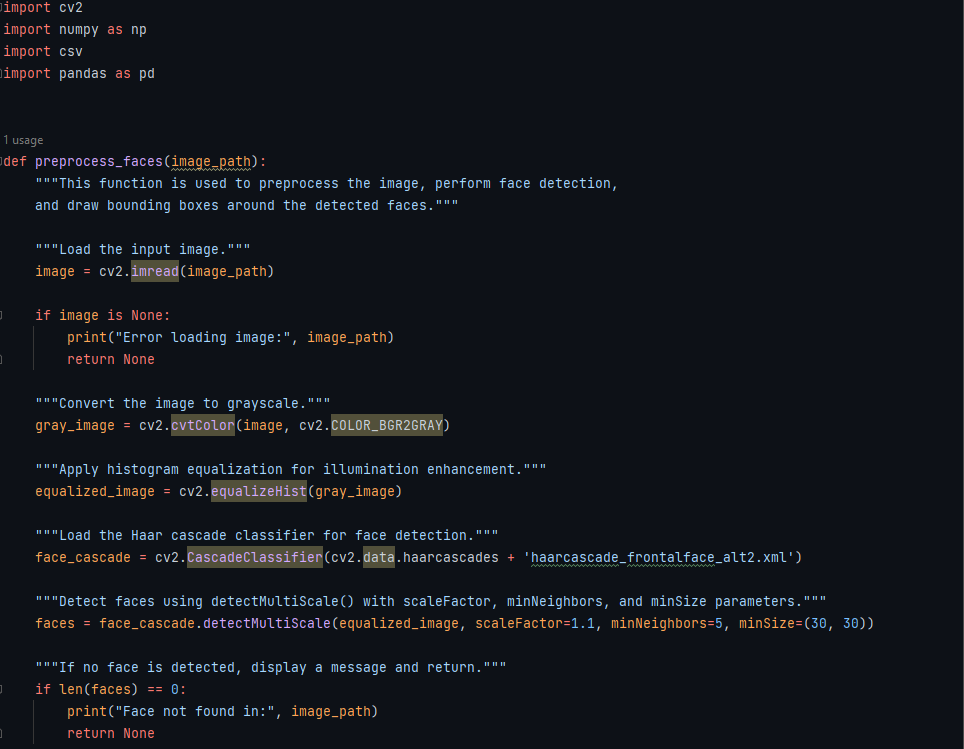 import cv2
import numpy as np
import csv
import pandas as pd
1 usage
def preprocess_faces(image_path):
    """This function is used to preprocess the image, perform face detection,
    and draw bounding boxes around the detected faces."""
    """Load the input image."""
    image = cv2.imread(image_path)
    if image is None:
        print("Error loading image:", image_path)
        return None
    """Convert the image to grayscale."""
    gray_image = cv2.cvtColor(image, cv2.COLOR_BGR2GRAY)
    """Apply histogram equalization for illumination enhancement."""
    equalized_image = cv2.equalizeHist(gray_image)
    """Load the Haar cascade classifier for face detection."""
    face_cascade = cv2.CascadeClassifier(cv2.data.haarcascades + 'haarcascade_frontalface_alt2.xml')
    """Detect faces using detectMultiScale() with scaleFactor, minNeighbors, and minSize parameters."""
    faces = face_cascade.detectMultiScale(equalized_image, scaleFactor=1.1, minNeighbors=5, minSize=(30, 30))
    """If no face is detected, display a message and return."""
    if len(faces) == 0:
        print("Face not found in:", image_path)
        return None